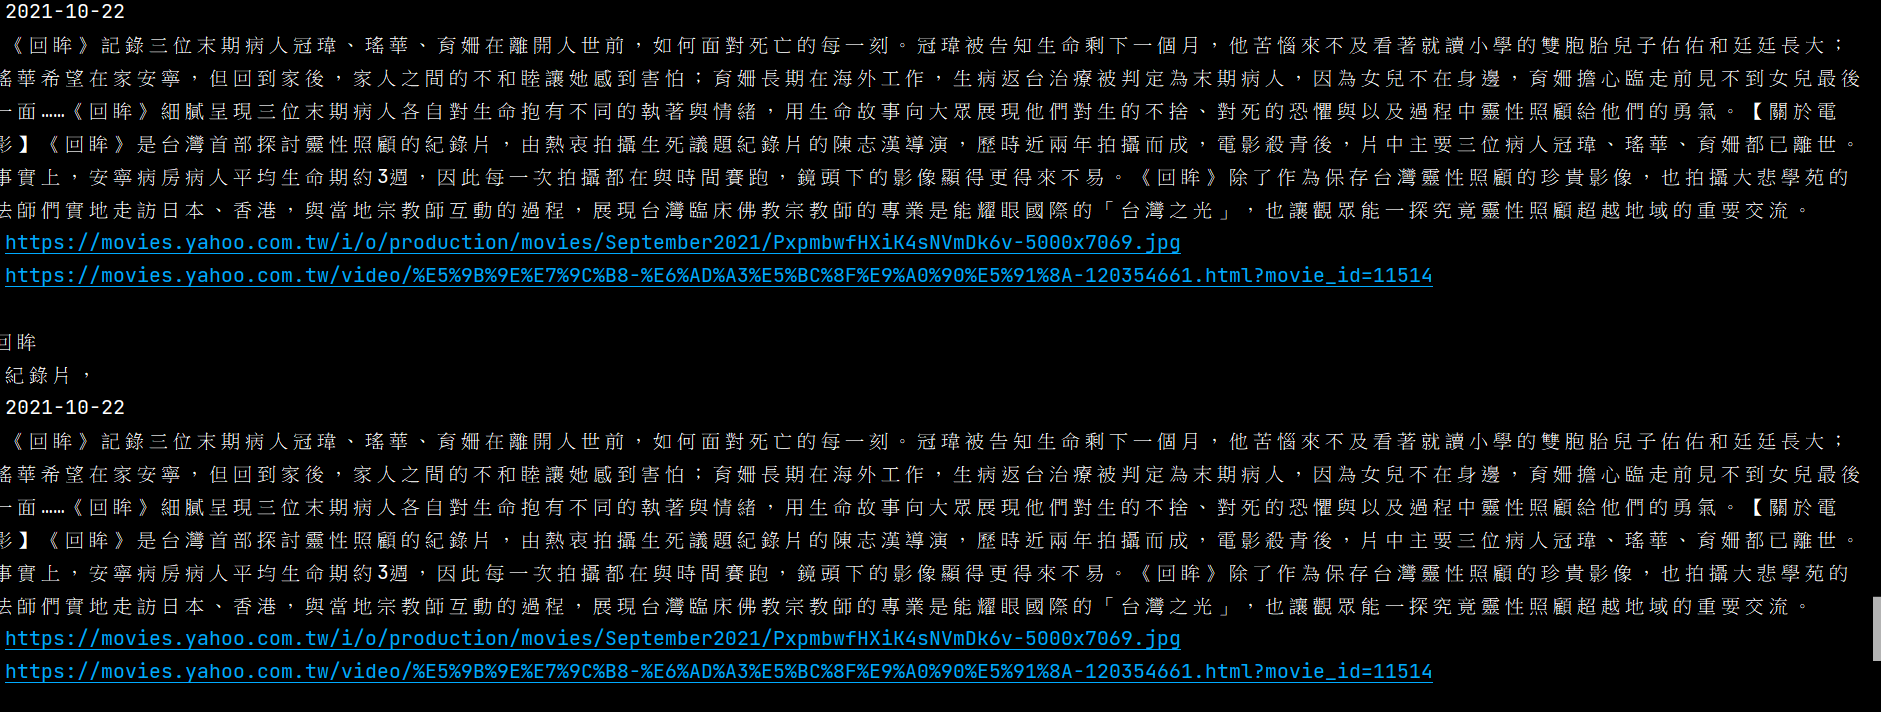 2021-10-22
《回眸》記錄三位末期病人冠瑋、瑤華、育姍在離開人世前，如何面對死亡的每一刻。冠瑋被告知生命剩下一個月，他苦惱來不及看著就讀小學的雙胞胎兒子佑佑和廷廷長大；
瑤華希望在家安寧，但回到家後，家人之間的不和睦讓她感到害怕；育姍長期在海外工作，生病返台治療被判定為末期病人，因為女兒不在身邊，育姍擔心臨走前見不到女兒最後
一面……《回眸》細膩呈現三位末期病人各自對生命抱有不同的執著與情緒，用生命故事向大眾展現他們對生的不捨、對死的恐懼與以及過程中靈性照顧給他們的勇氣。【關於電
影】《回眸》是台灣首部探討靈性照顧的紀錄片，由熱衷拍攝生死議題紀錄片的陳志漢導演，歷時近兩年拍攝而成，電影殺青後，片中主要三位病人冠瑋、瑤華、育姍都已離世。
事實上，安寧病房病人平均生命期約3週，因此每一次拍攝都在與時間賽跑，鏡頭下的影像顯得更得來不易。《回眸》除了作為保存台灣靈性照顧的珍貴影像，也拍攝大悲學苑的
法師們實地走訪日本、香港，與當地宗教師互動的過程，展現台灣臨床佛教宗教師的專業是能耀眼國際的「台灣之光」，也讓觀眾能一探究竟靈性照顧超越地域的重要交流。
https://movies.yahoo.com.tw/i/o/production/movies/September2021/PxpmbwfHXiK4sNVmDk6v-5000x7069.jpg
https://movies.yahoo.com.tw/video/%E5%9B%9E%E7%9C%B8-%E6%AD%A3%E5%BC%8F%E9%A0%90%E5%91%8A-120354661.html?movie_id=11514
回眸
紀錄片，
2021-10-22
《回眸》記錄三位末期病人冠瑋、瑤華、育姍在離開人世前，如何面對死亡的每一刻。冠瑋被告知生命剩下一個月，他苦惱來不及看著就讀小學的雙胞胎兒子佑佑和廷廷長大；
瑤華希望在家安寧，但回到家後，家人之間的不和睦讓她感到害怕；育姍長期在海外工作，生病返台治療被判定為末期病人，因為女兒不在身邊，育姍擔心臨走前見不到女兒最後
一面……《回眸》細膩呈現三位末期病人各自對生命抱有不同的執著與情緒，用生命故事向大眾展現他們對生的不捨、對死的恐懼與以及過程中靈性照顧給他們的勇氣。【關於電
影】《回眸》是台灣首部探討靈性照顧的紀錄片，由熱衷拍攝生死議題紀錄片的陳志漢導演，歷時近兩年拍攝而成，電影殺青後，片中主要三位病人冠瑋、瑤華、育姍都已離世。
事實上，安寧病房病人平均生命期約3週，因此每一次拍攝都在與時間賽跑，鏡頭下的影像顯得更得來不易。《回眸》除了作為保存台灣靈性照顧的珍貴影像，也拍攝大悲學苑的
法師們實地走訪日本、香港，與當地宗教師互動的過程，展現台灣臨床佛教宗教師的專業是能耀眼國際的「台灣之光」，也讓觀眾能一探究竟靈性照顧超越地域的重要交流。
https://movies.yahoo.com.tw/i/o/production/movies/September2021/PxpmbwfHXiK4sNVmDk6v-5000x7069.jpg
https://movies.yahoo.com.tw/video/%E5%9B%9E%E7%9C%B8-%E6%AD%A3%E5%BC%8F%E9%A0%90%E5%91%8A-120354661.html?movie_id=11514